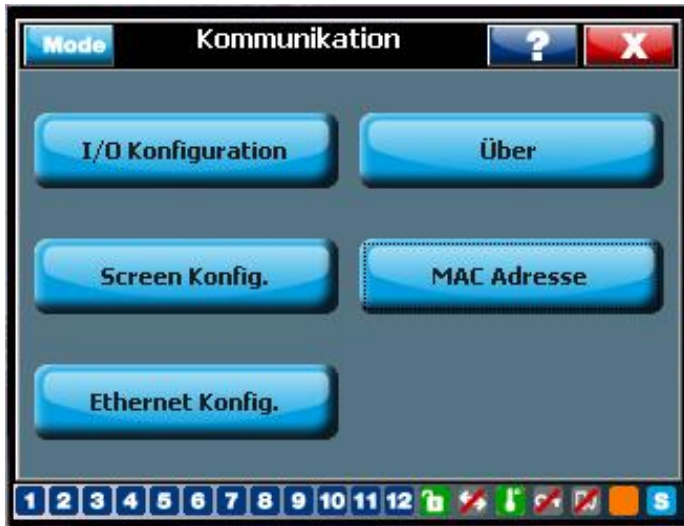 Mode Kommunikation ? X
I/O Konfiguration Über
Screen Konfig. MAC Adresse
Ethernet Konfig.
1 2 3 4 5 6 7 8 9 10 11 12 S